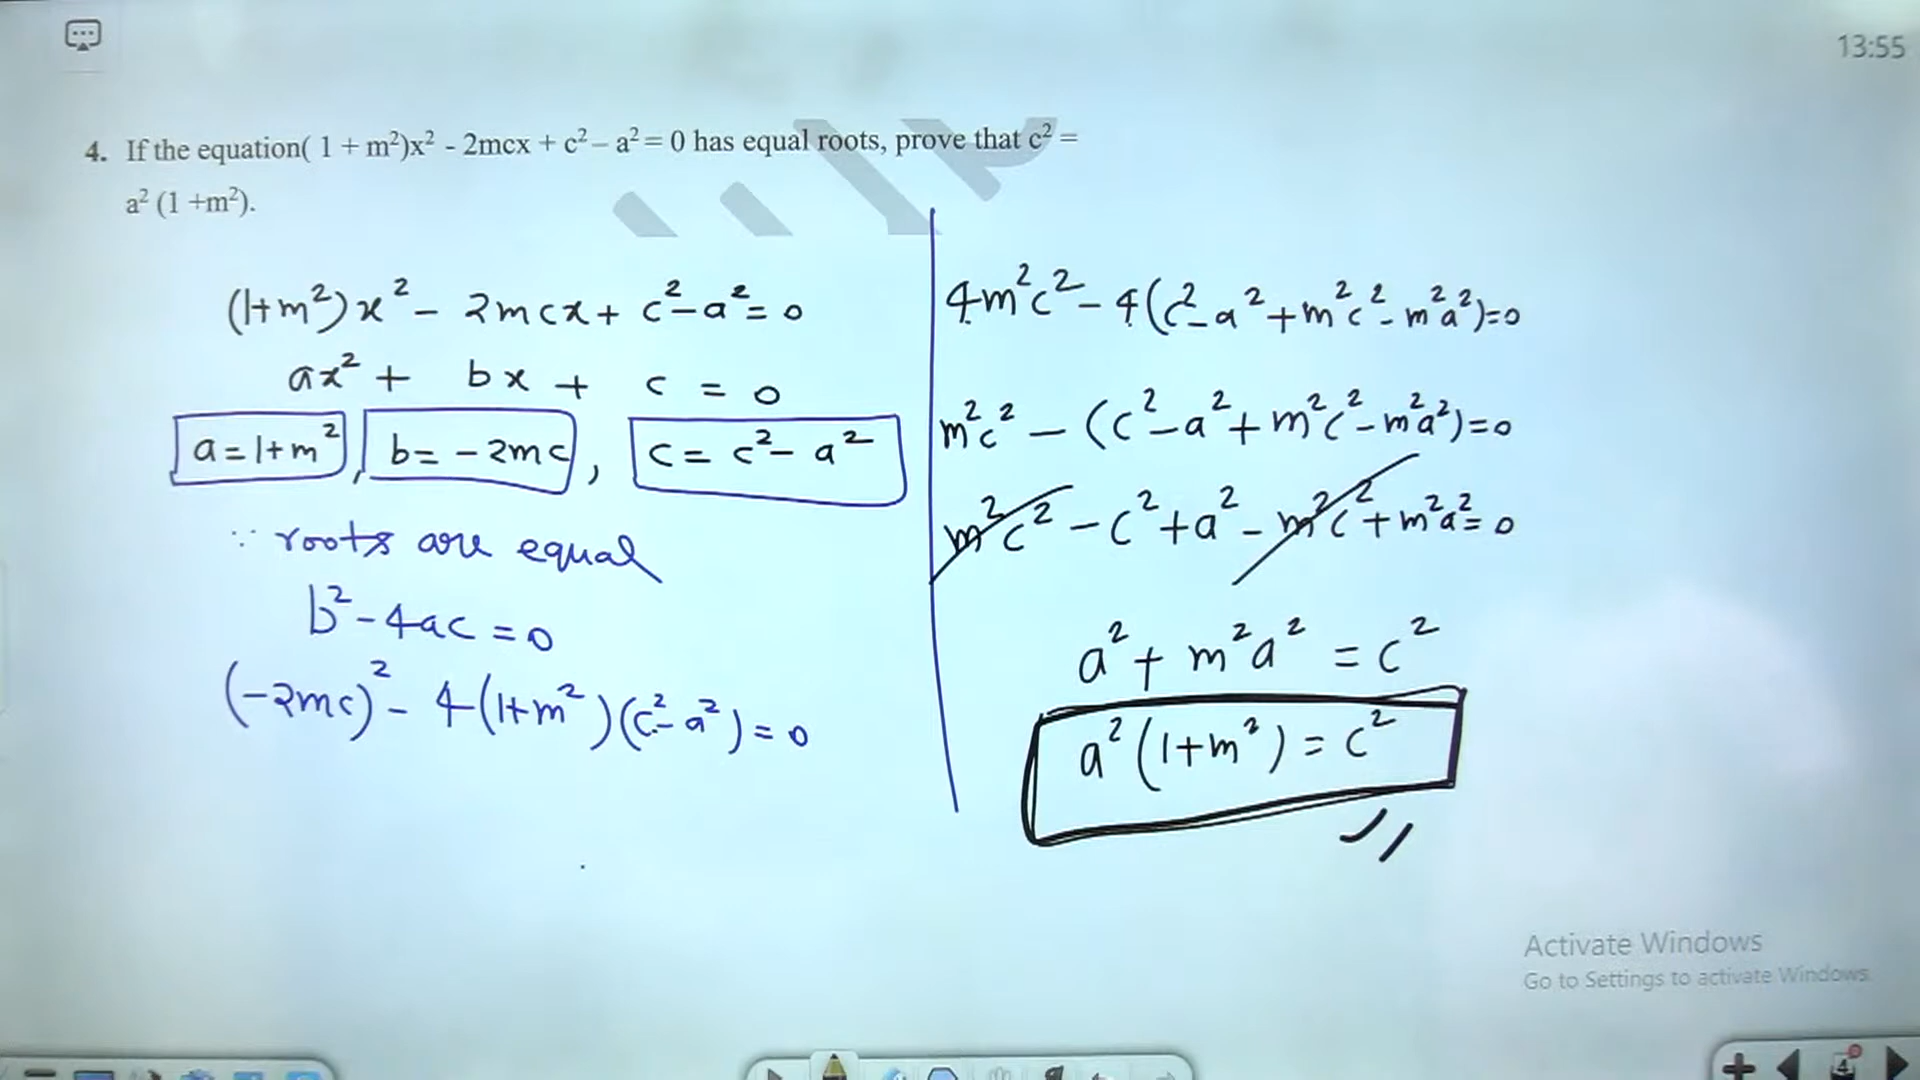 13:55
4. If the equation( 1 + m²)x² - 2mcx + c² – a² = 0 has equal roots, prove that c² =
a² (1 +m²).
(1+m²)x² - 2mcx + c²-a² = 0
ax² + bx + c = 0
a=1+m² , b= -2mc , c= c²- a²
∵ roots are equal
b²-4ac = 0
(-2mc)² - 4(1+m²)(c²-a²) = 0
4m²c² - 4(c²-a²+m²c²-m²a²)=0
m²c² - (c²-a²+m²c²-m²a²)=0
m²c² - c²+a² - m²c²+m²a²=0
a²+ m²a² = c²
a²(1+m²) = c²
Activate Windows
Go to Settings to activate Windows.
4